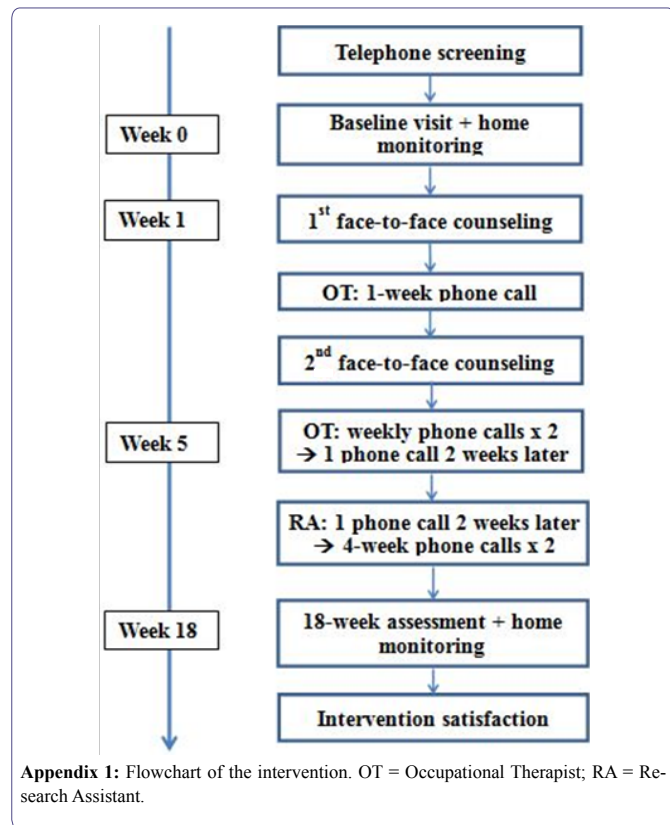 Telephone screening
Week 0
Baseline visit + home
monitoring
Week 1
1st face-to-face counseling
OT: 1-week phone call
2nd face-to-face counseling
Week 5
OT: weekly phone calls x 2
→ 1 phone call 2 weeks later
RA: 1 phone call 2 weeks later
→ 4-week phone calls x 2
Week 18
18-week assessment + home
monitoring
Intervention satisfaction
Appendix 1: Flowchart of the intervention. OT = Occupational Therapist; RA = Re-
search Assistant.